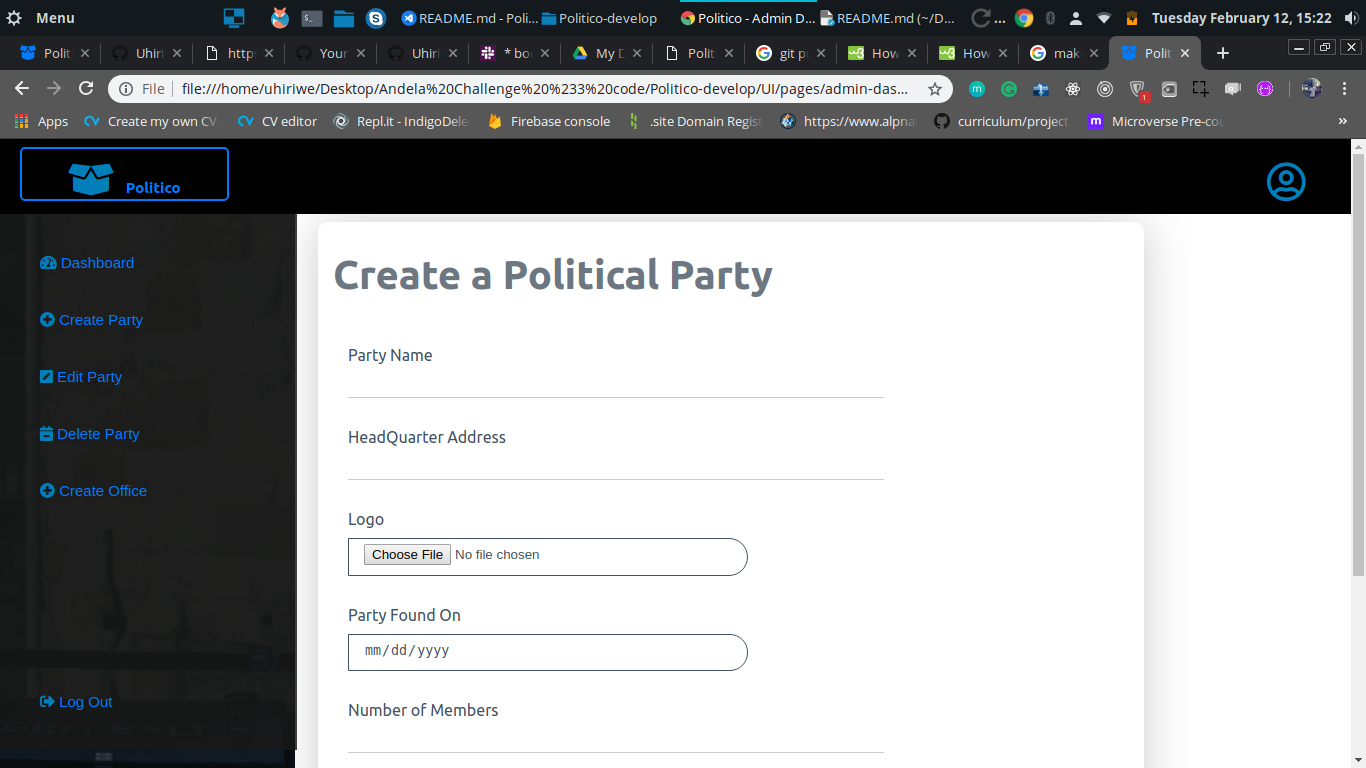 Menu
README.md - Poli...
Politico-develop
Politico - Admin D...
README.md (~/D...
...
Tuesday February 12, 15:22
Polit
Uhiri
http
Your
Uhiri
* bo
My D
Polit
git p
How
How
mak
Polit
File
file:///home/uhiriwe/Desktop/Andela%20Challenge%20%233%20code/Politico-develop/UI/pages/admin-das...
1
Apps
Create my own CV
CV editor
Repl.it - IndigoDele
Firebase console
.site Domain Regist
https://www.alpna
curriculum/project
Microverse Pre-cou
»
Politico
Dashboard
Create Party
Edit Party
Delete Party
Create Office
Log Out
GRIT SALT
Create a Political Party
Party Name
HeadQuarter Address
Logo
Choose File No file chosen
Party Found On
mm/dd/yyyy
Number of Members